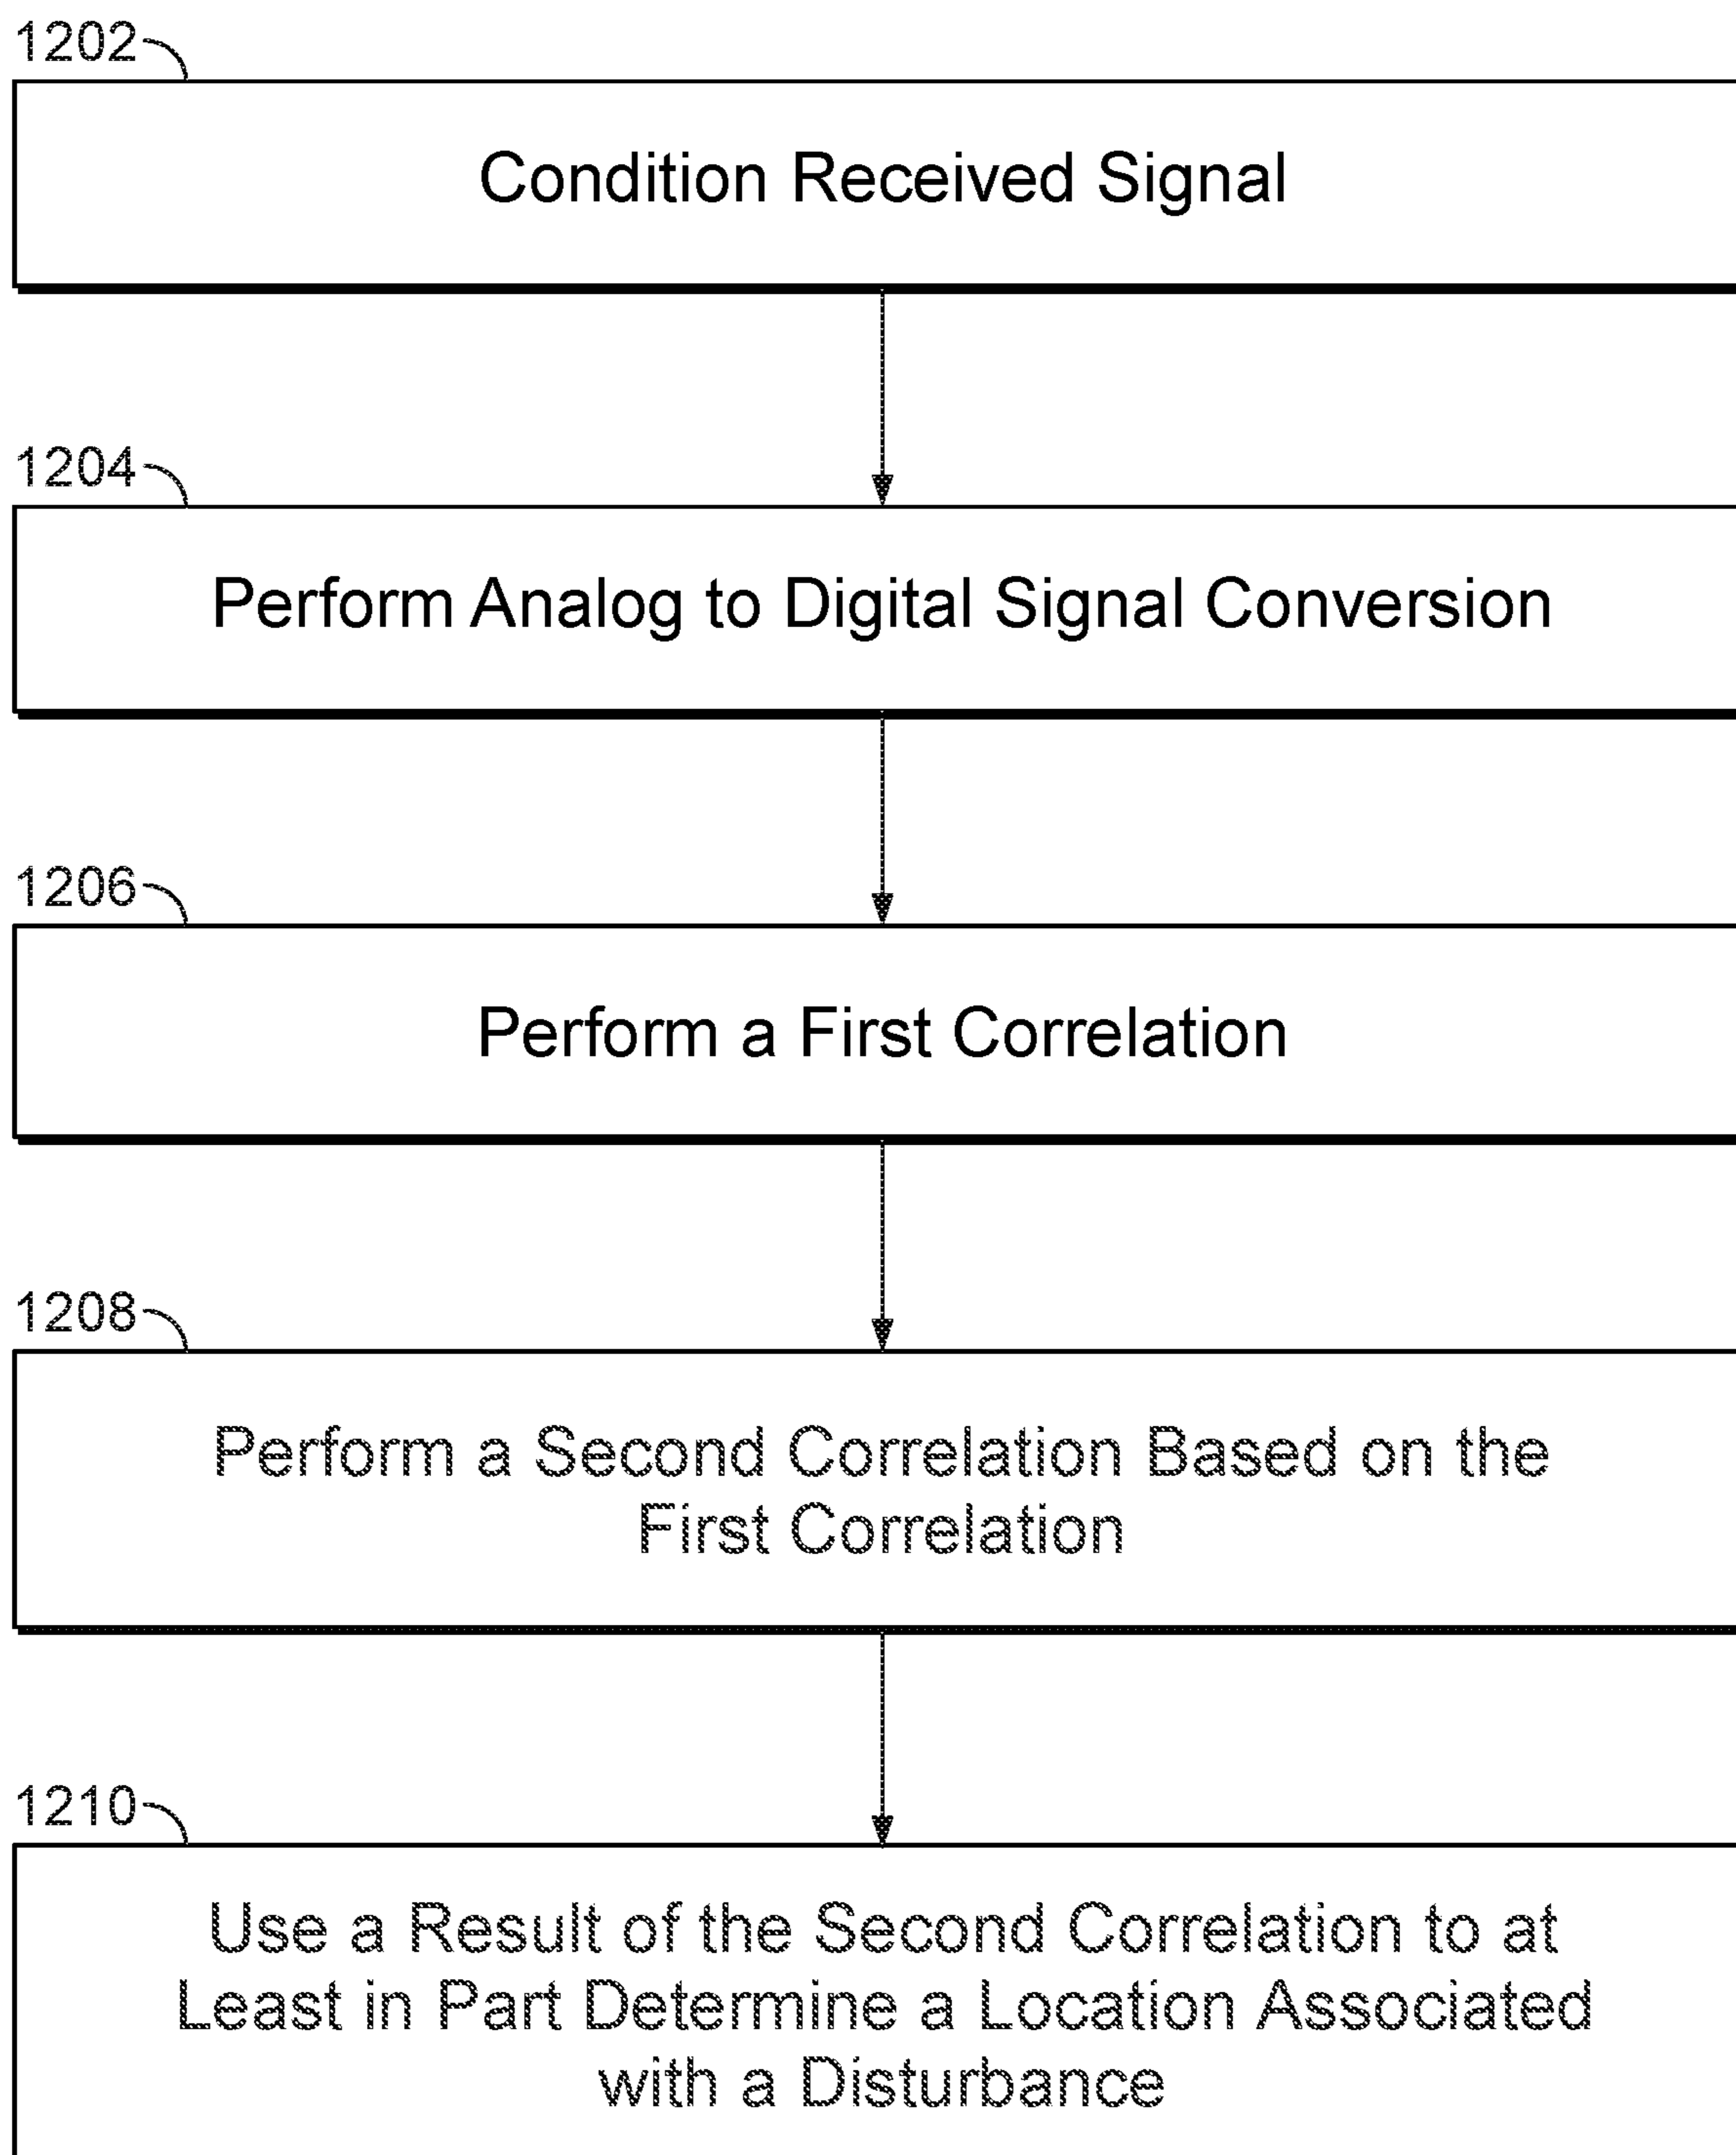 1202
Condition Received Signal
1204
Perform Analog to Digital Signal Conversion
1206
Perform a First Correlation
1208
Perform a Second Correlation Based on the
First Correlation
1210
Use a Result of the Second Correlation to at
Least in Part Determine a Location Associated
with a Disturbance